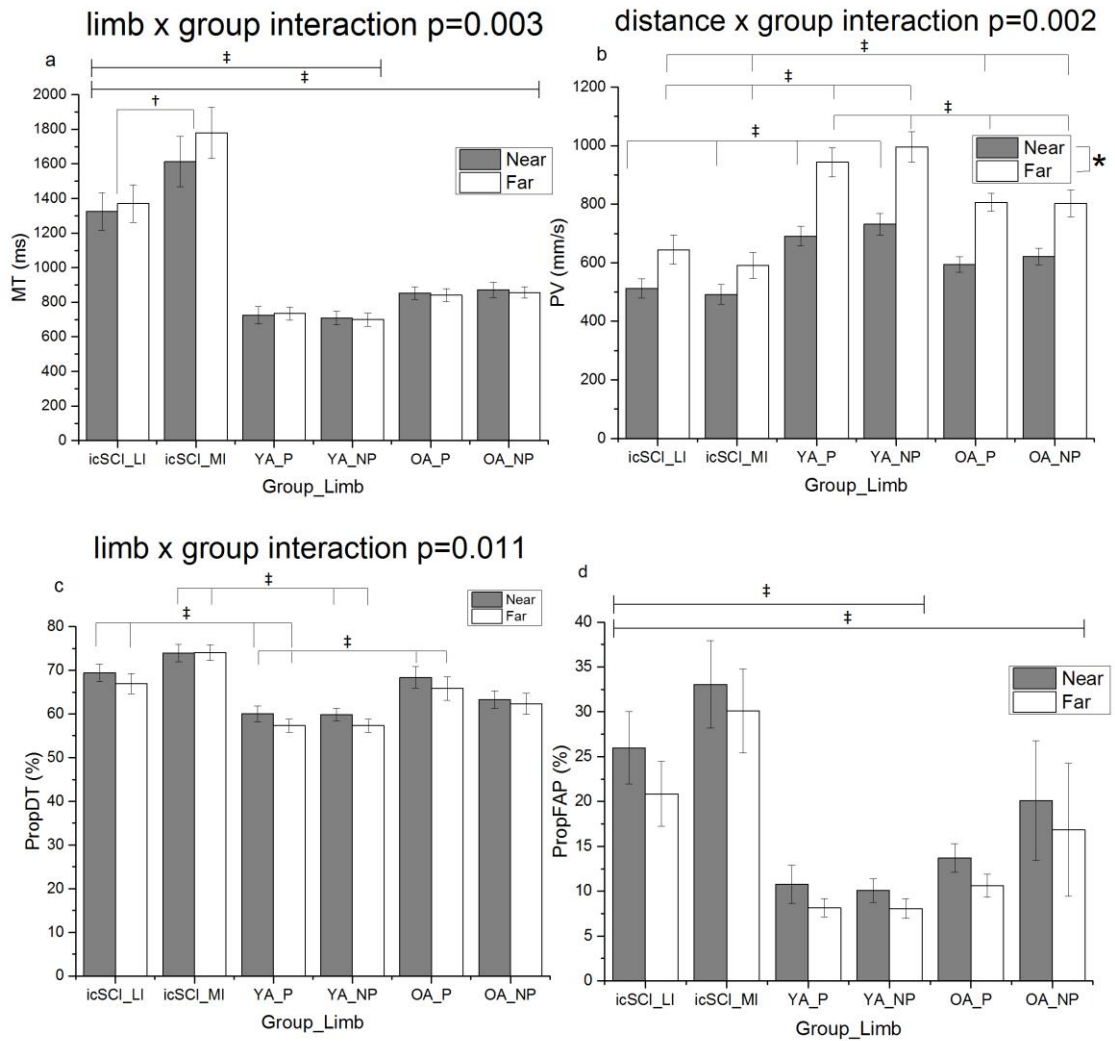 limb x group interaction p=0.003
a
‡
‡
†
2000
1800
1600
1400
1200
1000
800
600
400
200
0
MT (ms)
Near
Far
icSCI_LI icSCI_MI YA_P YA_NP OA_P OA_NP
Group_Limb
distance x group interaction p=0.002
b
‡
‡
‡
‡
1200
1000
800
600
400
200
0
PV (mm/s)
Near
Far
*
icSCI_LI icSCI_MI YA_P YA_NP OA_P OA_NP
Group_Limb
limb x group interaction p=0.011
c
‡
‡
‡
80
70
60
50
40
30
20
10
0
PropDT (%)
Near
Far
icSCI_LI icSCI_MI YA_P YA_NP OA_P OA_NP
Group_Limb
d
‡
‡
40
35
30
25
20
15
10
5
0
PropFAP (%)
Near
Far
icSCI_LI icSCI_MI YA_P YA_NP OA_P OA_NP
Group_Limb